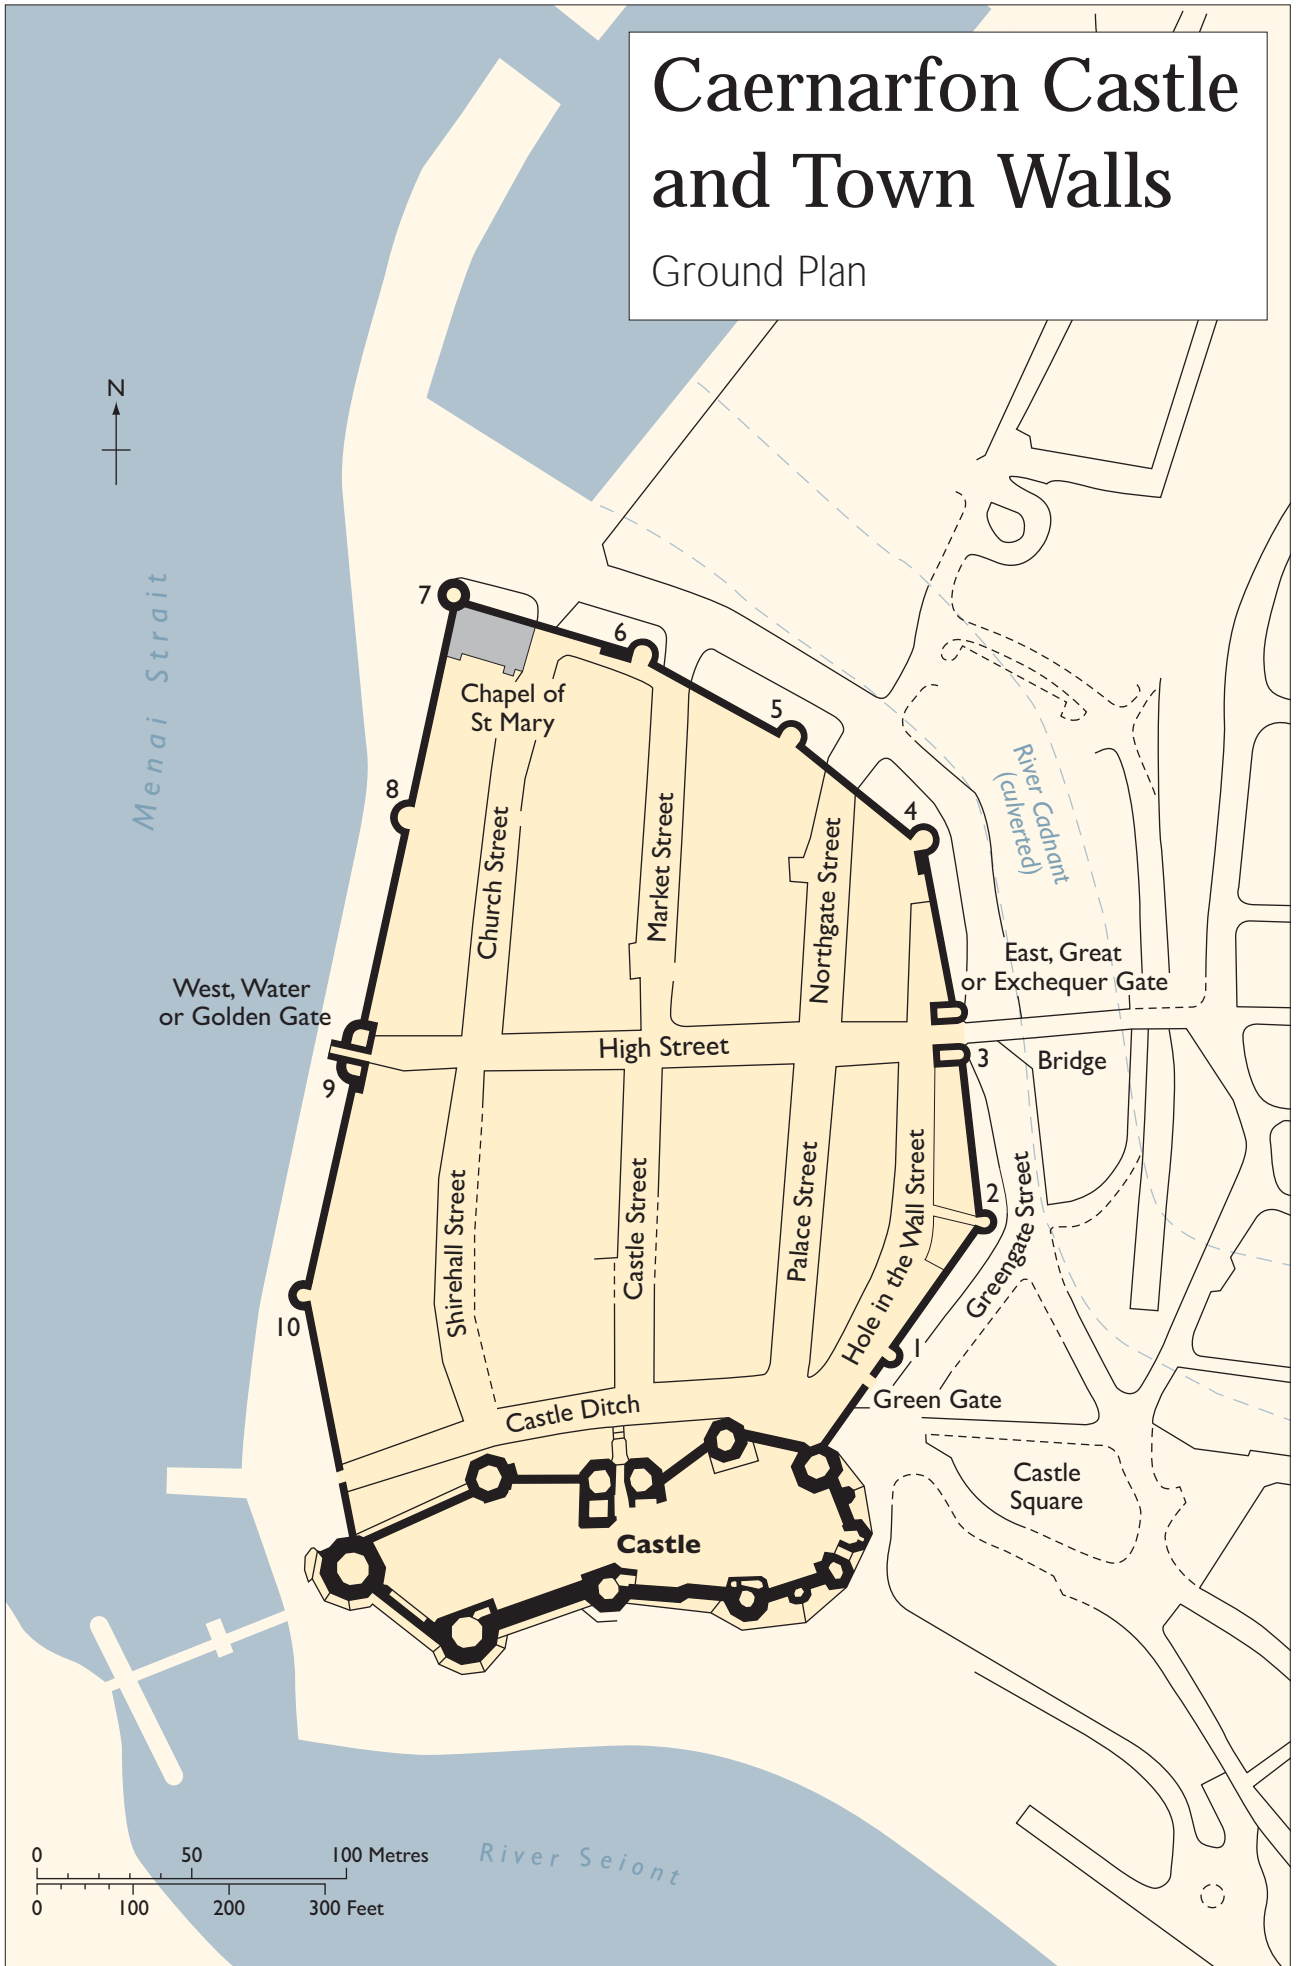 Caernarfon Castle
and Town Walls
Ground Plan
N
Menai Strait
7
6
Chapel of
St Mary
5
8
4
River Cadnant
(culverted)
Church Street
Market Street
Northgate Street
East, Great
or Exchequer Gate
West, Water
or Golden Gate
High Street
3
Bridge
9
2
Shirehall Street
Castle Street
Palace Street
Hole in the Wall Street
Greengate Street
10
1
Green Gate
Castle Ditch
Castle
Square
Castle
River Seiont
0 50 100 Metres
0 100 200 300 Feet